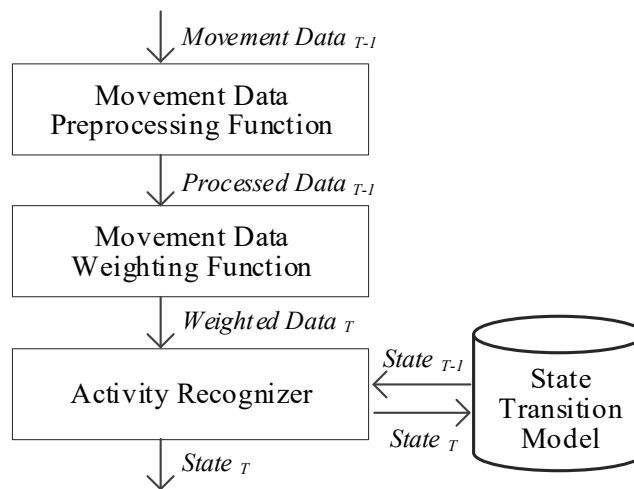 Movement Data T-1
Movement Data
Preprocessing Function
Processed Data T-1
Movement Data
Weighting Function
Weighted Data T
Activity Recognizer
State T-1
State T
State
Transition
Model
State T